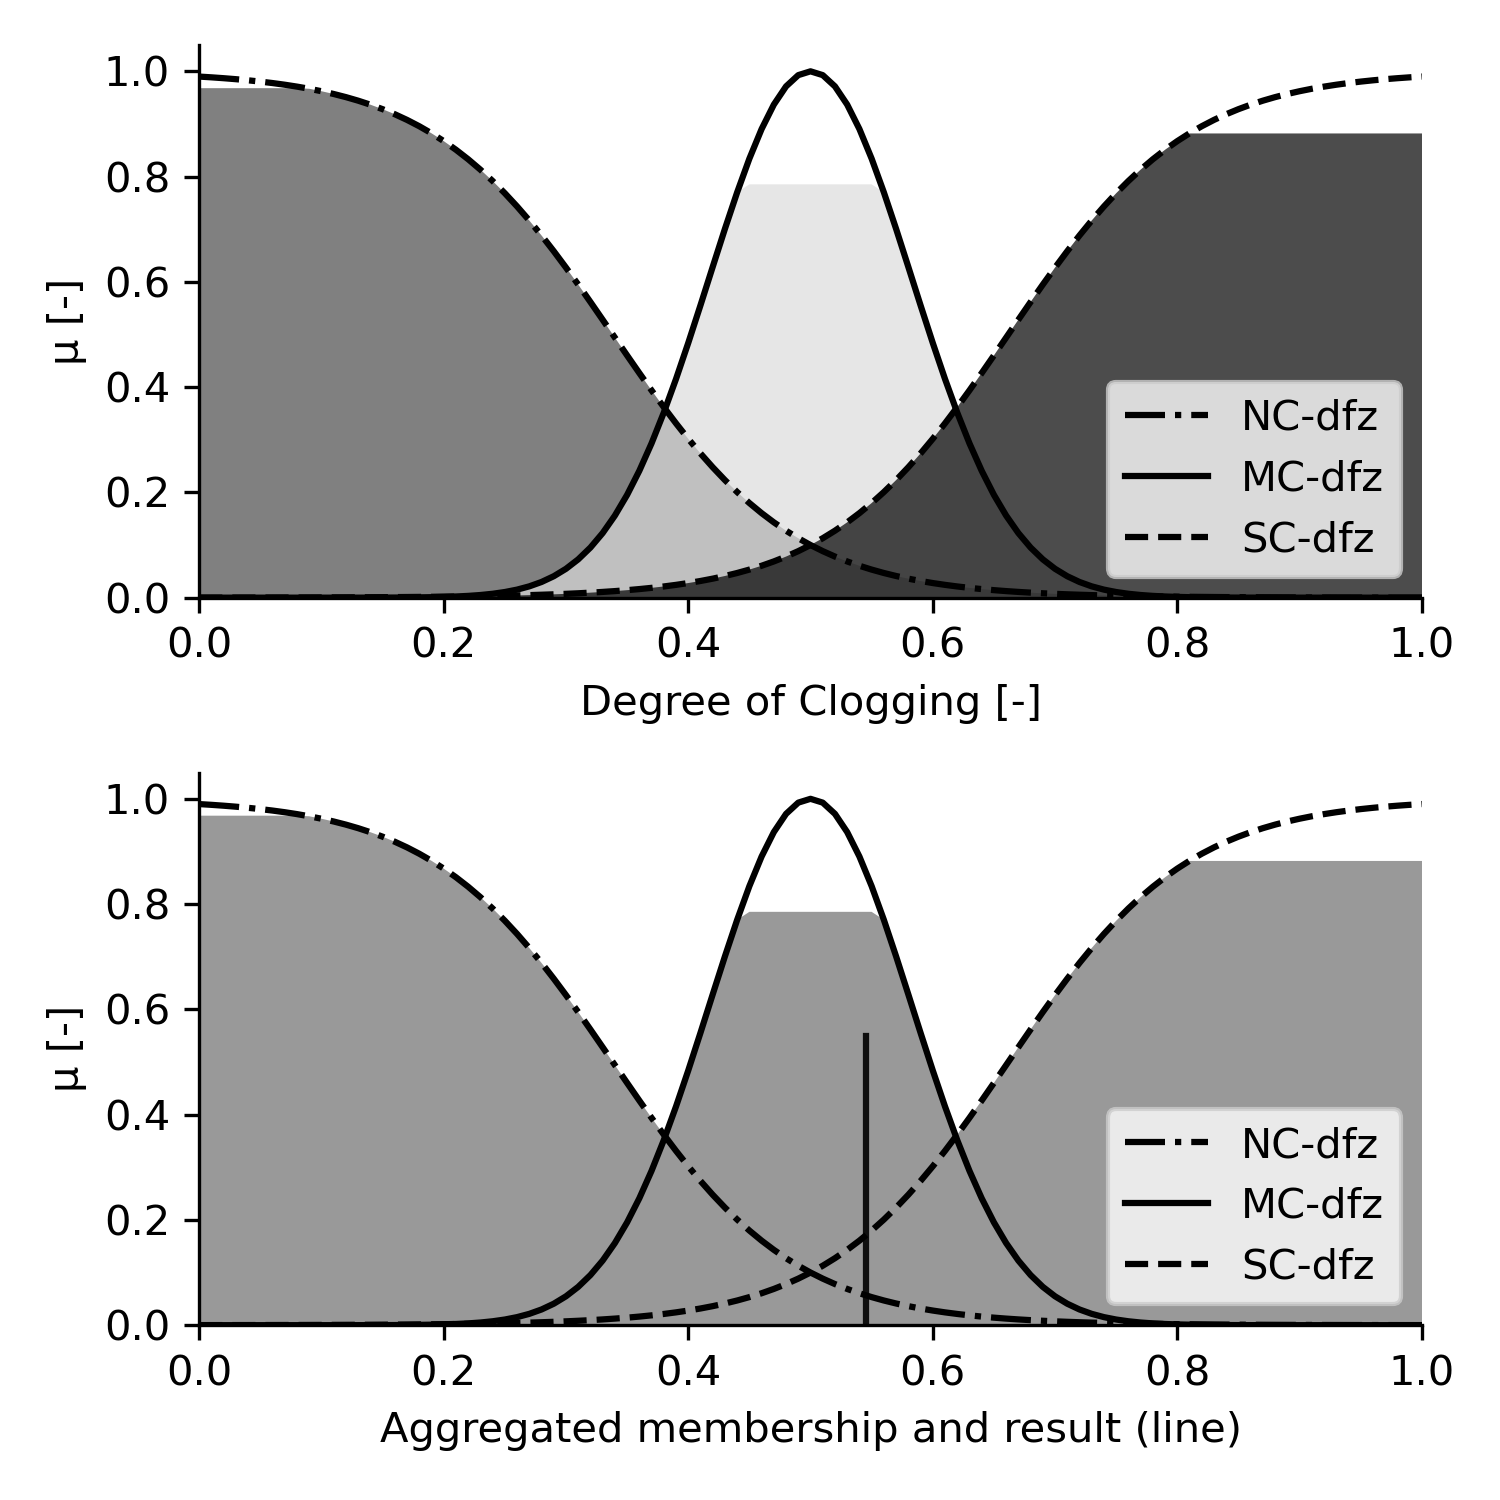 1.0
0.8
0.6
0.4
0.2
0.0
μ [-]
NC-dfz
MC-dfz
SC-dfz
0.0 0.2 0.4 0.6 0.8 1.0
Degree of Clogging [-]
1.0
0.8
0.6
0.4
0.2
0.0
μ [-]
NC-dfz
MC-dfz
SC-dfz
0.0 0.2 0.4 0.6 0.8 1.0
Aggregated membership and result (line)